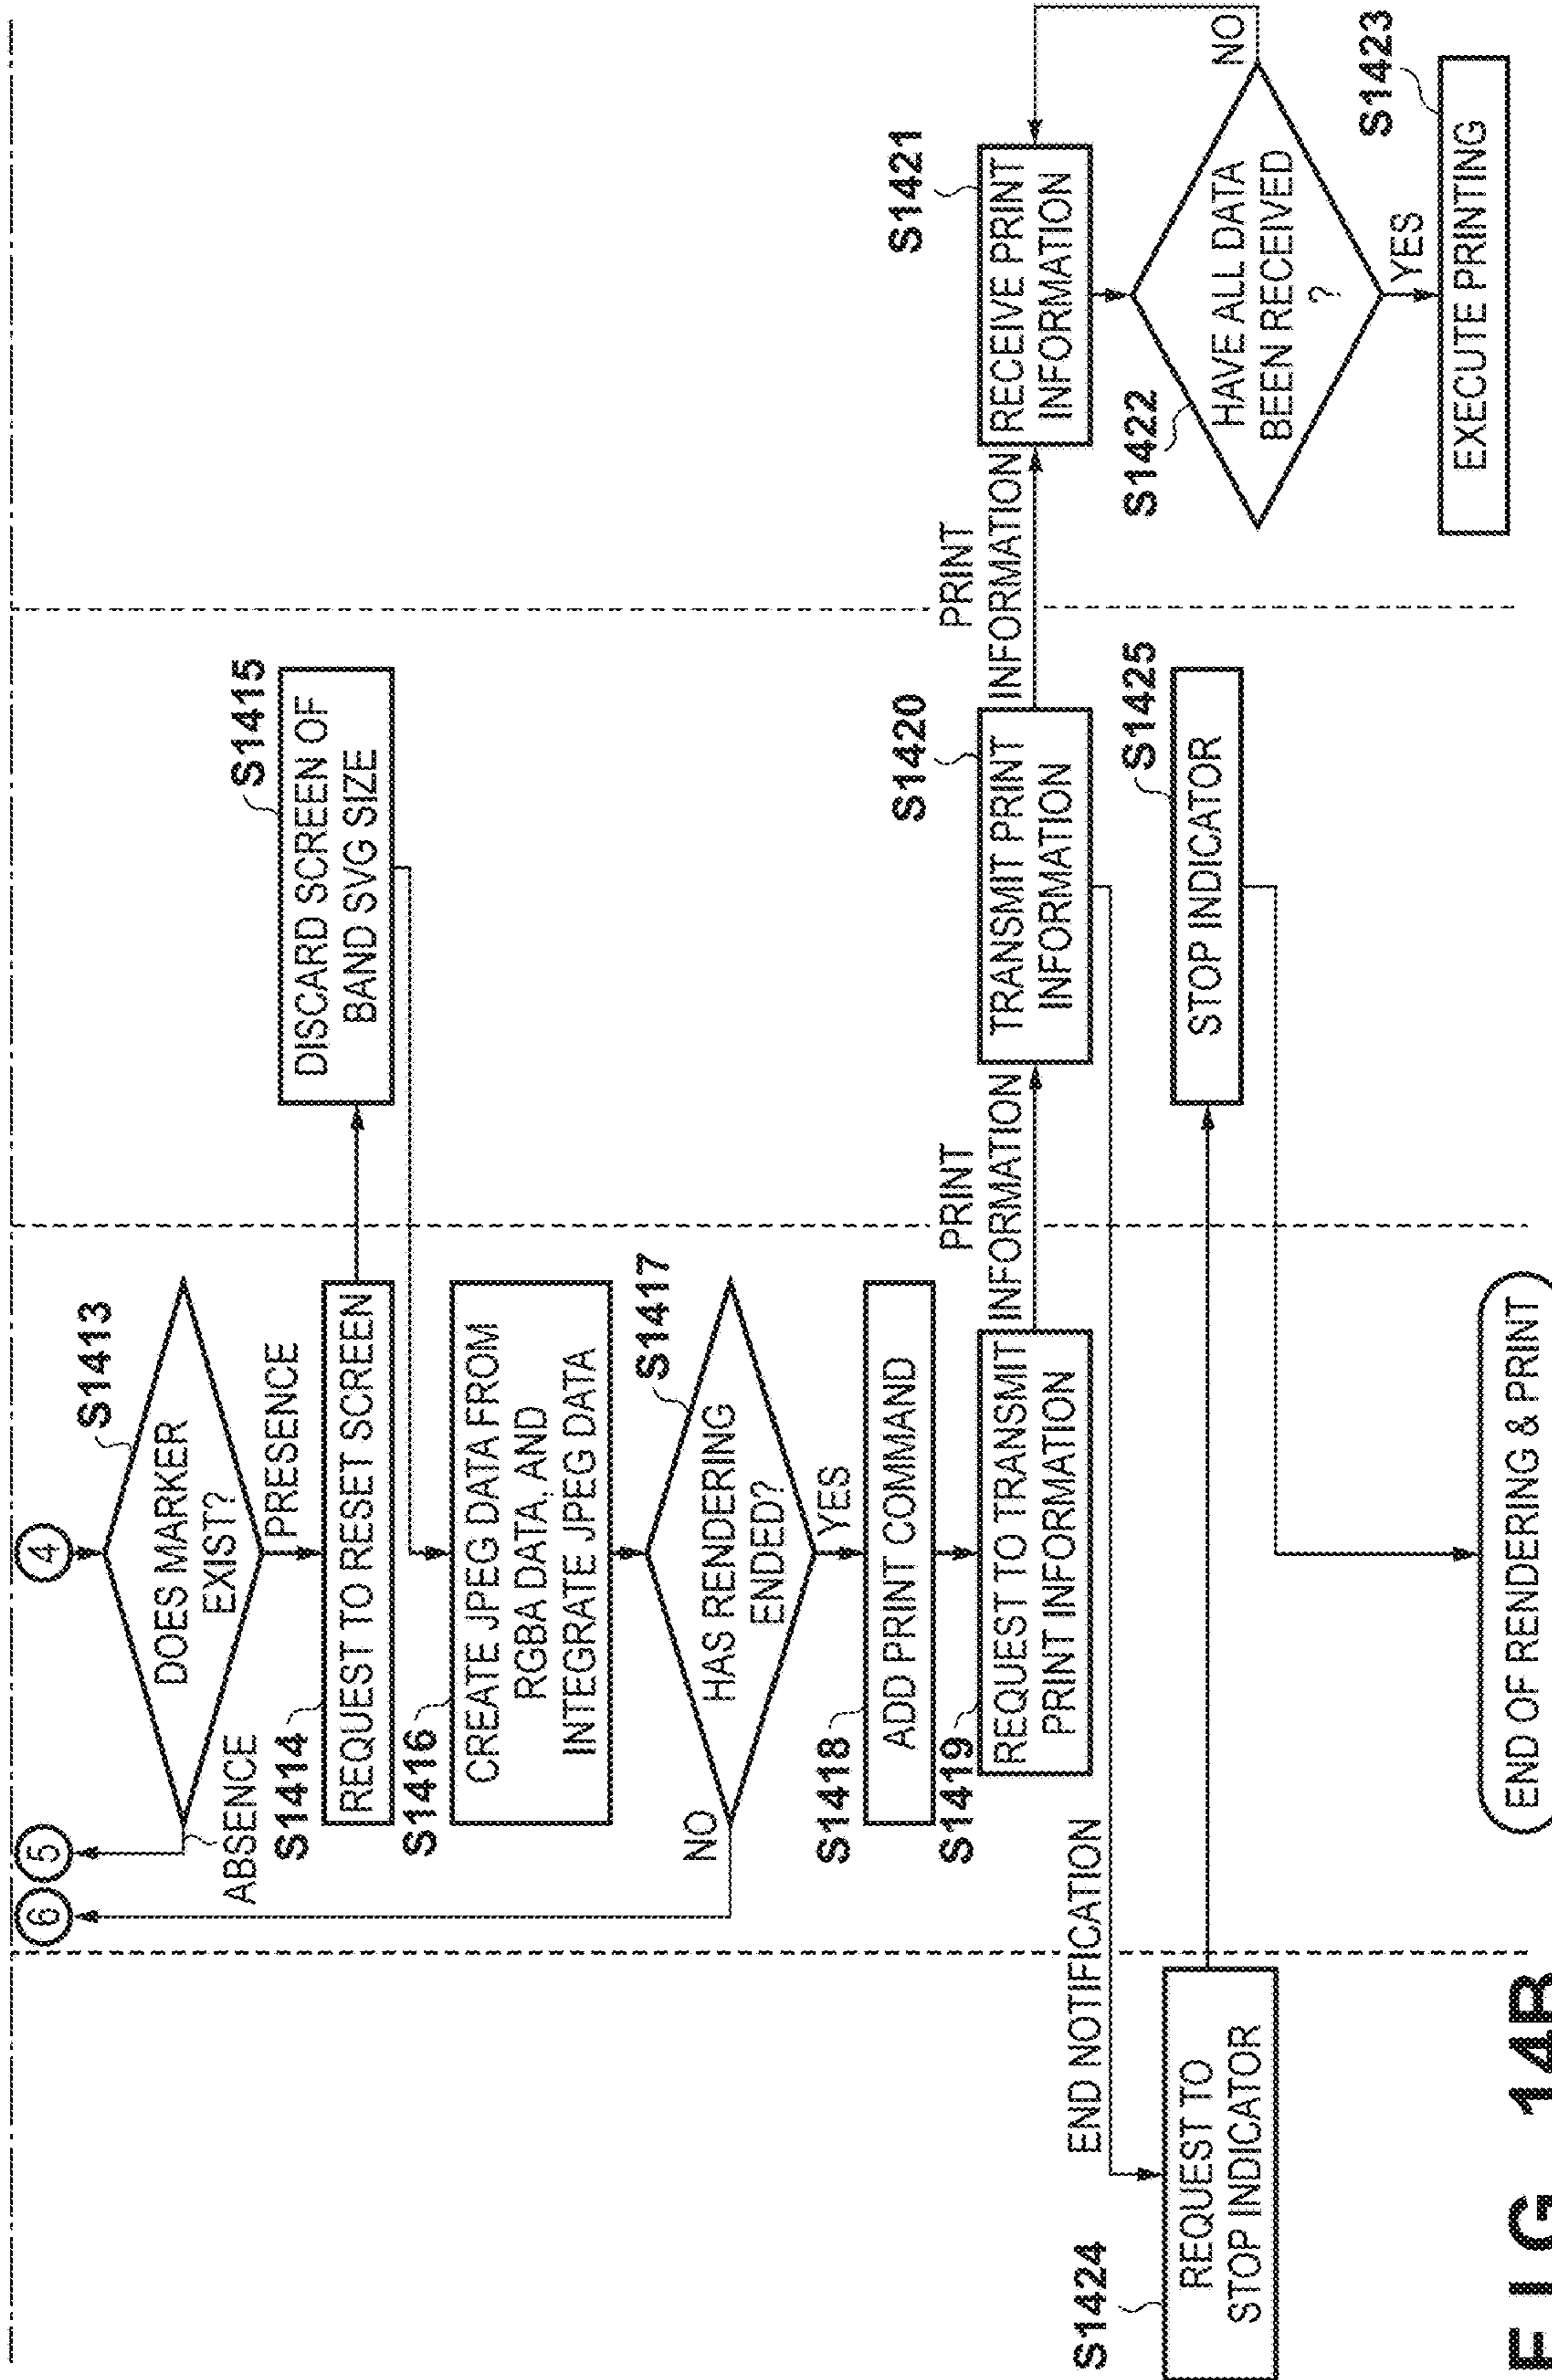 6
5
4
S1413
DOES MARKER
EXIST?
ABSENCE
PRESENCE
S1414
REQUEST TO RESET SCREEN
S1415
DISCARD SCREEN OF
BAND SVG SIZE
S1416
CREATE JPEG DATA FROM
RGBA DATA, AND
INTEGRATE JPEG DATA
S1417
HAS RENDERING
ENDED?
NO
YES
S1418
ADD PRINT COMMAND
S1419
REQUEST TO TRANSMIT
PRINT INFORMATION
PRINT
INFORMATION
S1420
TRANSMIT PRINT
INFORMATION
PRINT
INFORMATION
S1421
RECEIVE PRINT
INFORMATION
S1422
HAVE ALL DATA
BEEN RECEIVED
?
NO
YES
S1423
EXECUTE PRINTING
END NOTIFICATION
S1424
REQUEST TO
STOP INDICATOR
S1425
STOP INDICATOR
END OF RENDERING & PRINT
FIG. 14B